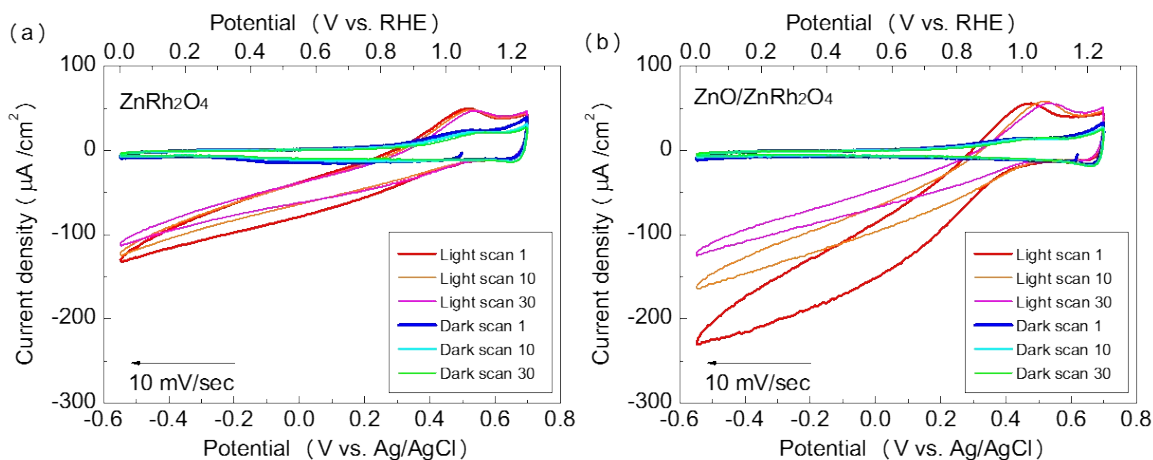 (a)
Potential (V vs. RHE)
0.0 0.2 0.4 0.6 0.8 1.0 1.2
100
0
-100
-200
-300
Current density (μA /cm²)
ZnRh₂O₄
Light scan 1
Light scan 10
Light scan 30
Dark scan 1
Dark scan 10
Dark scan 30
10 mV/sec
-0.6 -0.4 -0.2 0.0 0.2 0.4 0.6 0.8
Potential (V vs. Ag/AgCl)
(b)
Potential (V vs. RHE)
0.0 0.2 0.4 0.6 0.8 1.0 1.2
100
0
-100
-200
-300
Current density (μA /cm²)
ZnO/ZnRh₂O₄
Light scan 1
Light scan 10
Light scan 30
Dark scan 1
Dark scan 10
Dark scan 30
10 mV/sec
-0.6 -0.4 -0.2 0.0 0.2 0.4 0.6 0.8
Potential (V vs. Ag/AgCl)